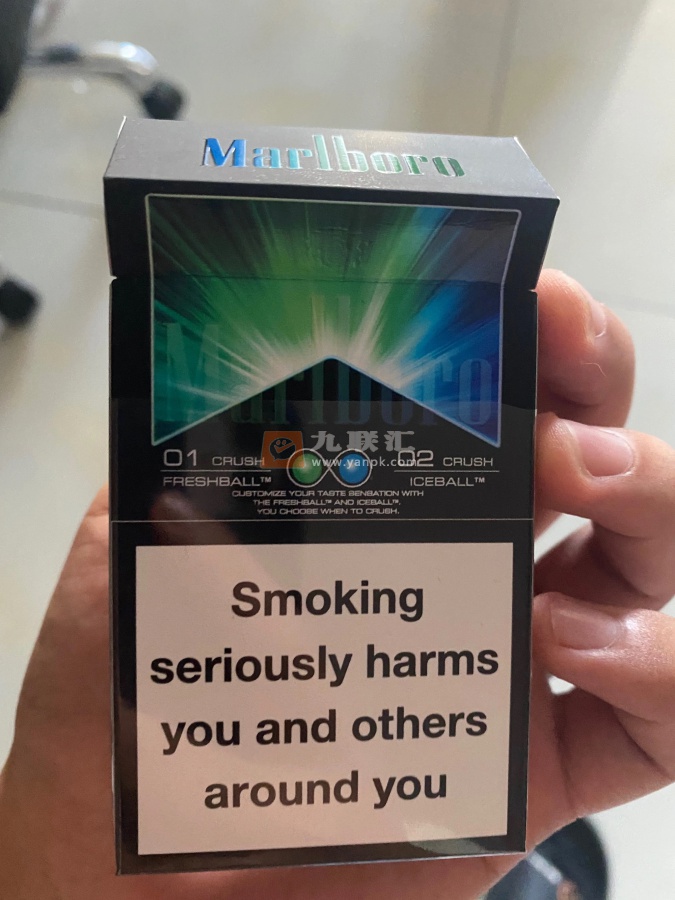 Marlboro
Marlboro
九联汇
www.yanpk.com
01 CRUSH
02 CRUSH
FRESHBALL™
ICEBALL™
CUSTOMIZE YOUR TASTE SENSATION WITH
THE FRESHBALL™ AND ICEBALL™.
YOU CHOOSE WHEN TO CRUSH.
Smoking
seriously harms
you and others
around you